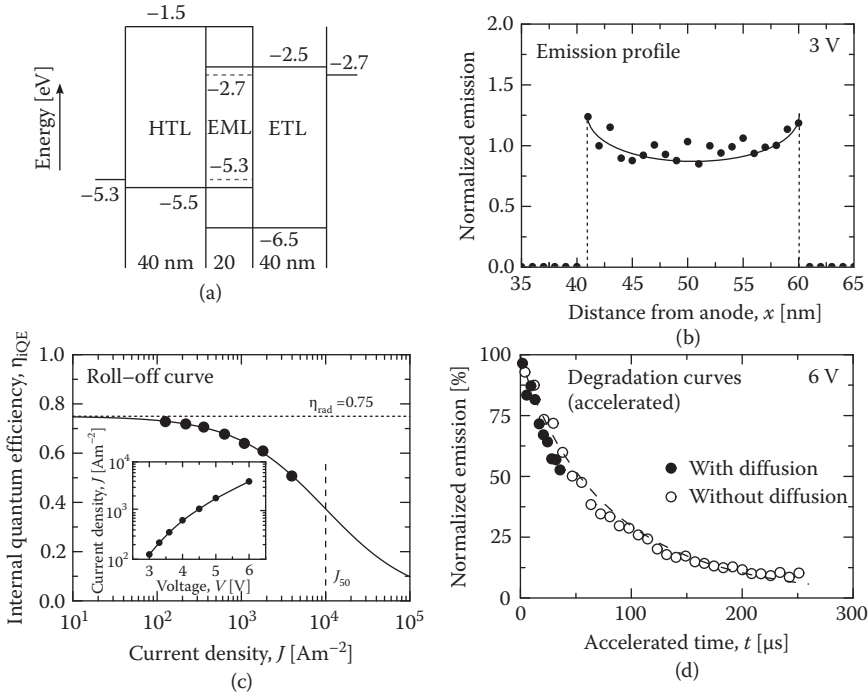 −1.5
−2.5
−2.7
−2.7
Energy [eV]
HTL
EML
ETL
−5.3
−5.3
−5.5
−6.5
40 nm
20
40 nm
(a)
Emission profile
3 V
Normalized emission
2.0
1.5
1.0
0.5
0.0
35
40
45
50
55
60
65
Distance from anode, x [nm]
(b)
Roll−off curve
Internal quantum efficiency, ηIQE
1.0
0.8
0.6
0.4
0.2
0.0
ηrad =0.75
Current density, J [Am−2]
10^4
10^3
10^2
3
4
5
6
Voltage, V [V]
J50
10^1
10^2
10^3
10^4
10^5
Current density, J [Am−2]
(c)
Degradation curves
(accelerated)
6 V
Normalized emission [%]
100
75
50
25
0
With diffusion
Without diffusion
0
100
200
300
Accelerated time, t [μs]
(d)